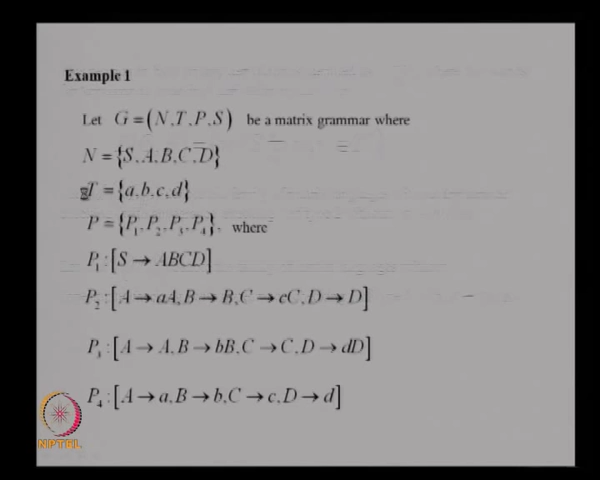 Example 1
Let G = (N, T, P, S) be a matrix grammar where
N = {S, A, B, C, D}
T = {a, b, c, d}
P = {P₁, P₂, P₃, P₄}, where
P₁ : [S → ABCD]
P₂ : [A → aA, B → B, C → cC, D → D]
P₃ : [A → A, B → bB, C → C, D → dD]
P₄ : [A → a, B → b, C → c, D → d]
NPTEL